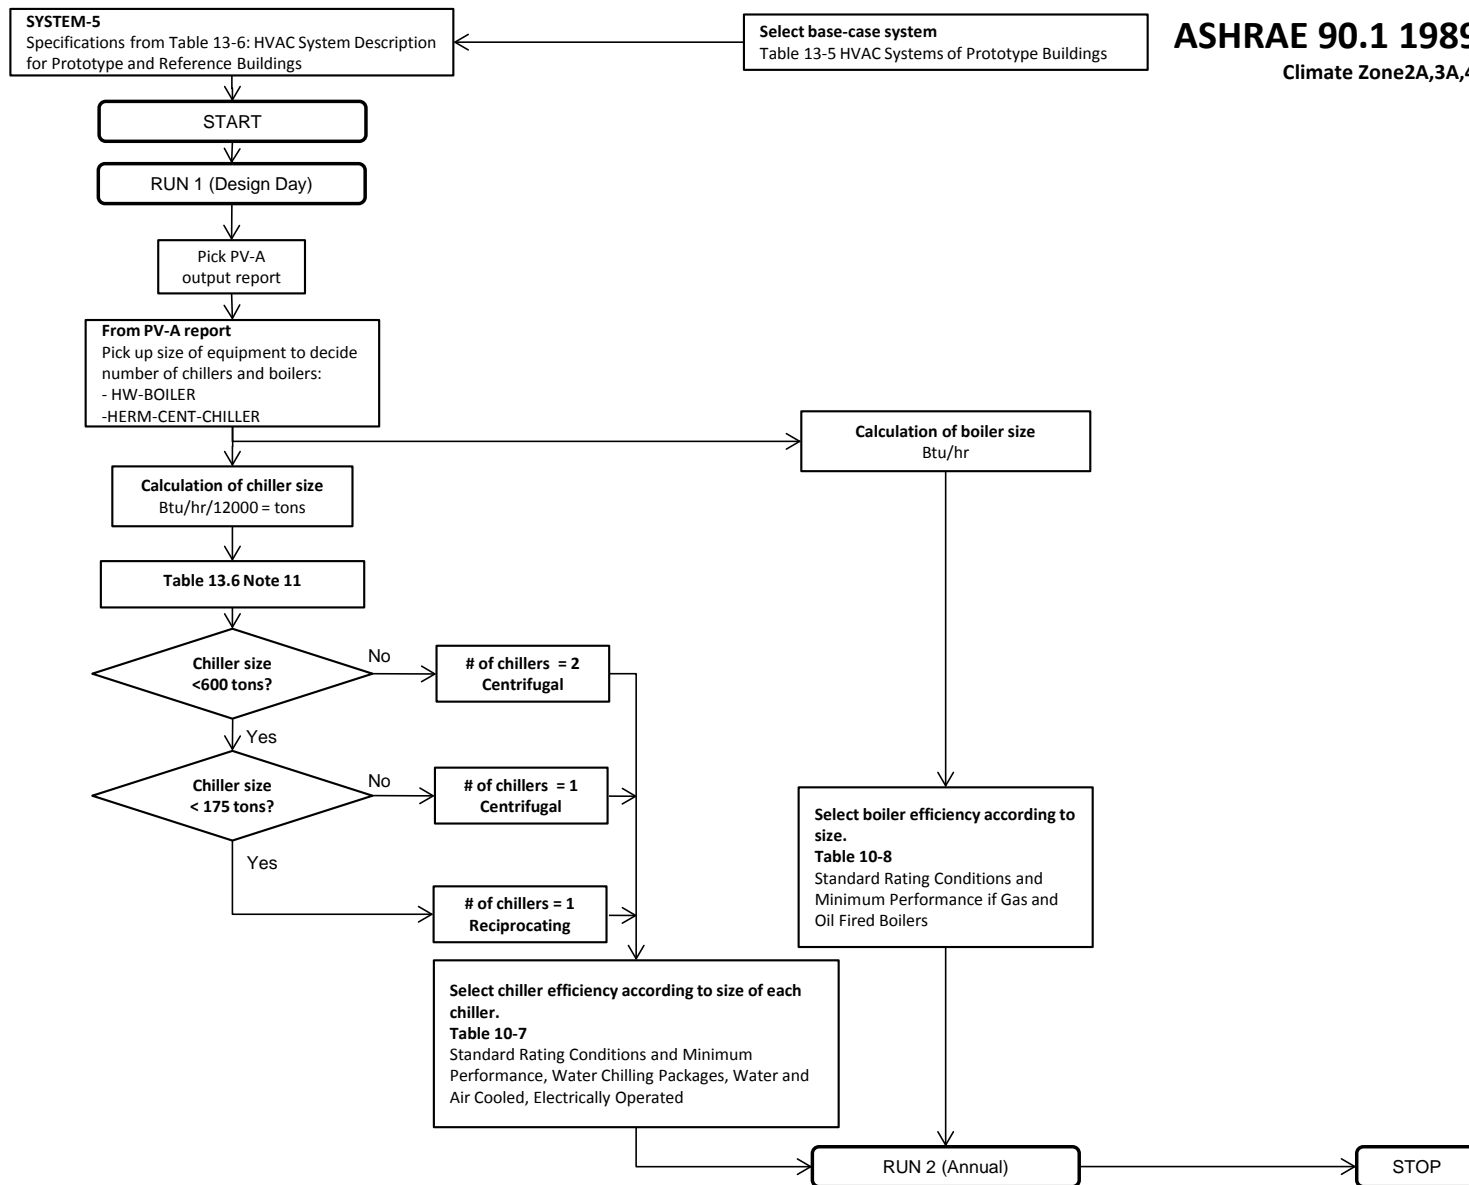 SYSTEM-5
Specifications from Table 13-6: HVAC System Description
for Prototype and Reference Buildings
Select base-case system
Table 13-5 HVAC Systems of Prototype Buildings
ASHRAE 90.1 1989
Climate Zone2A,3A,4
START
RUN 1 (Design Day)
Pick PV-A
output report
From PV-A report
Pick up size of equipment to decide
number of chillers and boilers:
- HW-BOILER
-HERM-CENT-CHILLER
Calculation of boiler size
Btu/hr
Calculation of chiller size
Btu/hr/12000 = tons
Table 13.6 Note 11
Chiller size
<600 tons?
No
# of chillers = 2
Centrifugal
Yes
Chiller size
< 175 tons?
No
# of chillers = 1
Centrifugal
Yes
# of chillers = 1
Reciprocating
Select boiler efficiency according to
size.
Table 10-8
Standard Rating Conditions and
Minimum Performance if Gas and
Oil Fired Boilers
Select chiller efficiency according to size of each
chiller.
Table 10-7
Standard Rating Conditions and Minimum
Performance, Water Chilling Packages, Water and
Air Cooled, Electrically Operated
RUN 2 (Annual)
STOP